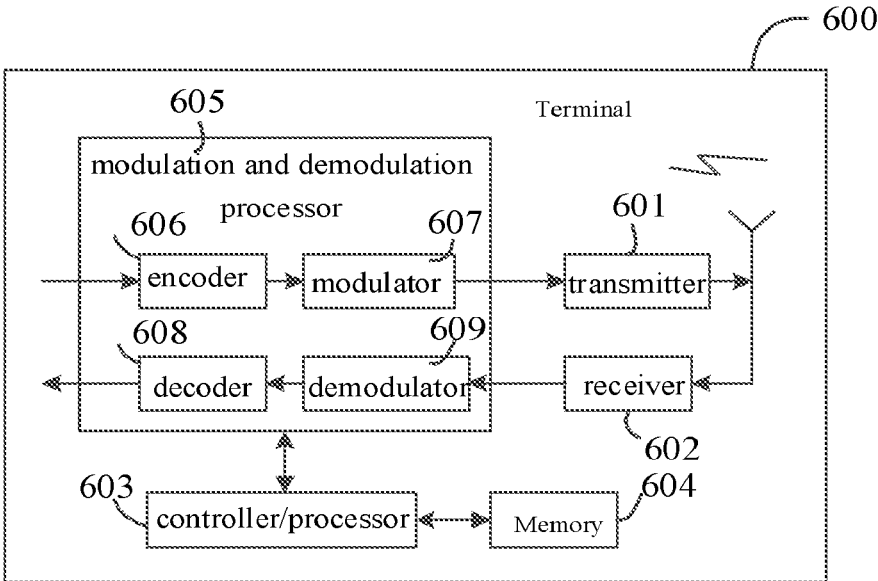 600
605
Terminal
modulation and demodulation
processor
606
607
601
encoder
modulator
transmitter
608
609
decoder
demodulator
receiver
602
603
604
controller/processor
Memory